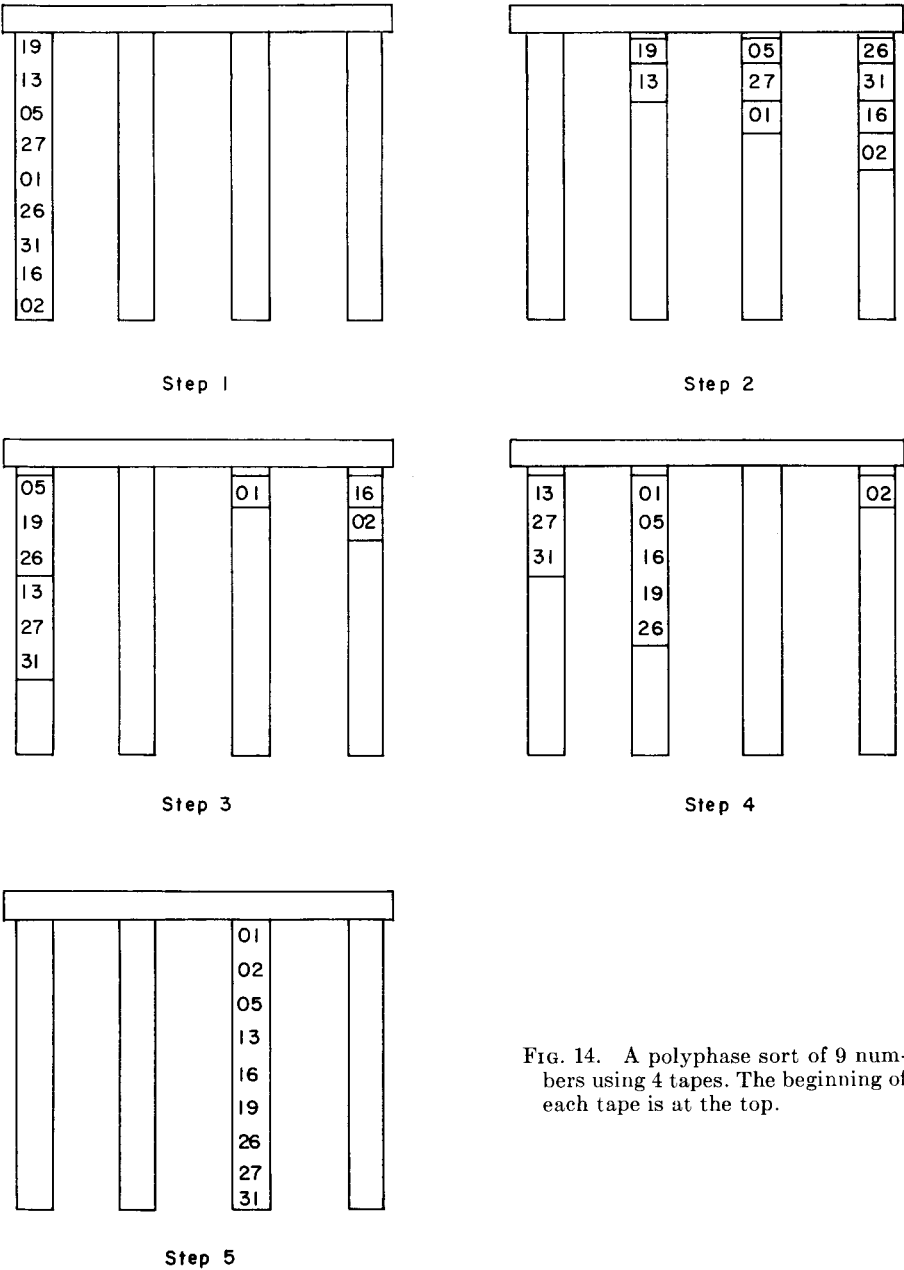 19
13
05
27
01
26
31
16
02
Step 1
19 05 26
13 27 31
01 16
02
Step 2
05 01 16
19 02
26
13
27
31
Step 3
13 01 02
27 05
31 16
19
26
Step 4
01
02
05
13
16
19
26
27
31
Step 5
FIG. 14. A polyphase sort of 9 num-
bers using 4 tapes. The beginning of
each tape is at the top.